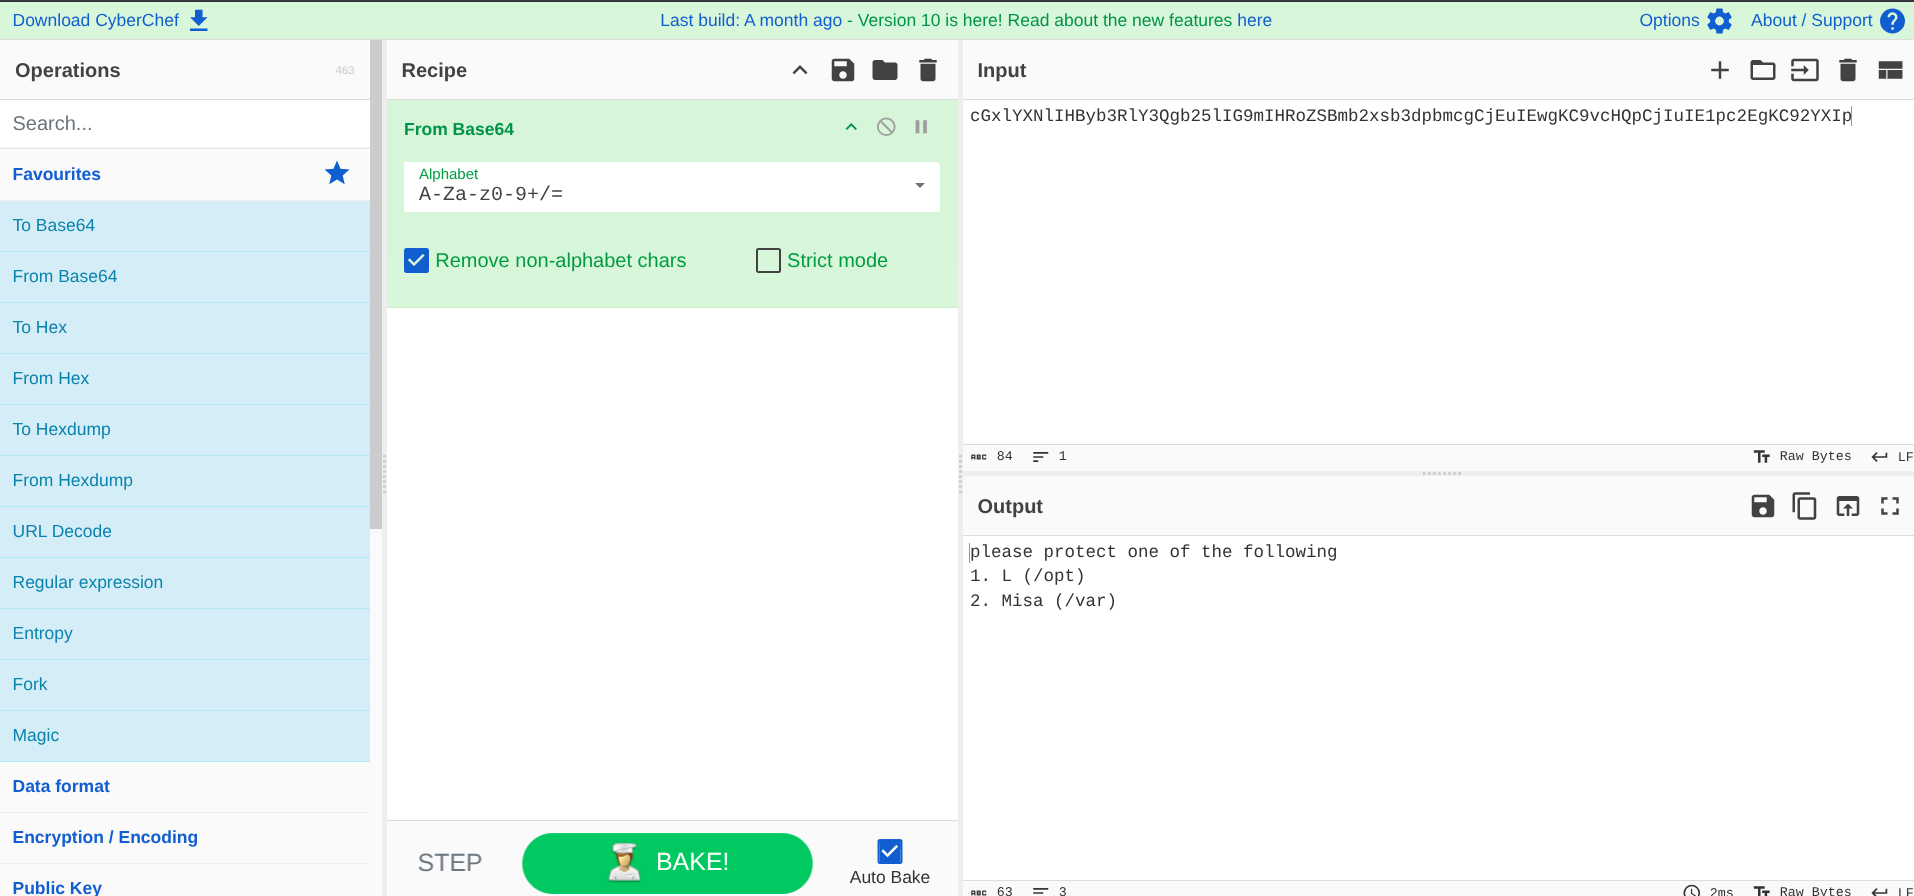 Download CyberChef
Last build: A month ago - Version 10 is here! Read about the new features here
Options
About / Support
Operations
463
Search...
Favourites
To Base64
From Base64
To Hex
From Hex
To Hexdump
From Hexdump
URL Decode
Regular expression
Entropy
Fork
Magic
Data format
Encryption / Encoding
Public Key
Recipe
From Base64
Alphabet
A-Za-z0-9+/=
Remove non-alphabet chars
Strict mode
STEP
BAKE!
Auto Bake
Input
cGxlYXNlIHByb3RlY3Qgb25lIG9mIHRoZSBmb2xsb3dpbmcgCjEuIEwgKC9vcHQpCjIuIE1pc2EgKC92YXIp
ABC 84 1
Raw Bytes LF
Output
please protect one of the following
1. L (/opt)
2. Misa (/var)
ABC 63 3
2ms Raw Bytes LF